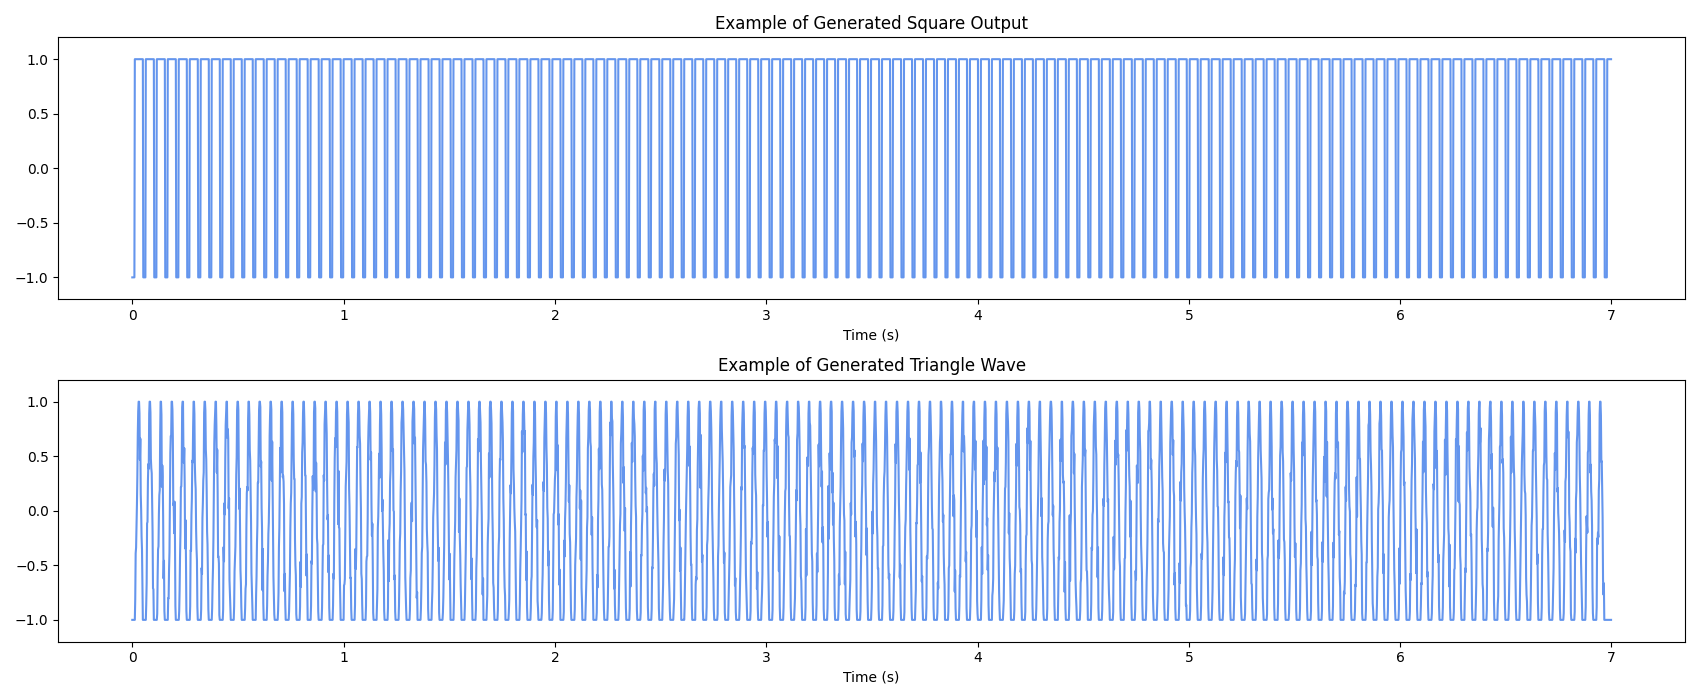 Example of Generated Square Output
1.0
0.5
0.0
−0.5
−1.0
0 1 2 3 4 5 6 7
Time (s)
Example of Generated Triangle Wave
1.0
0.5
0.0
−0.5
−1.0
0 1 2 3 4 5 6 7
Time (s)